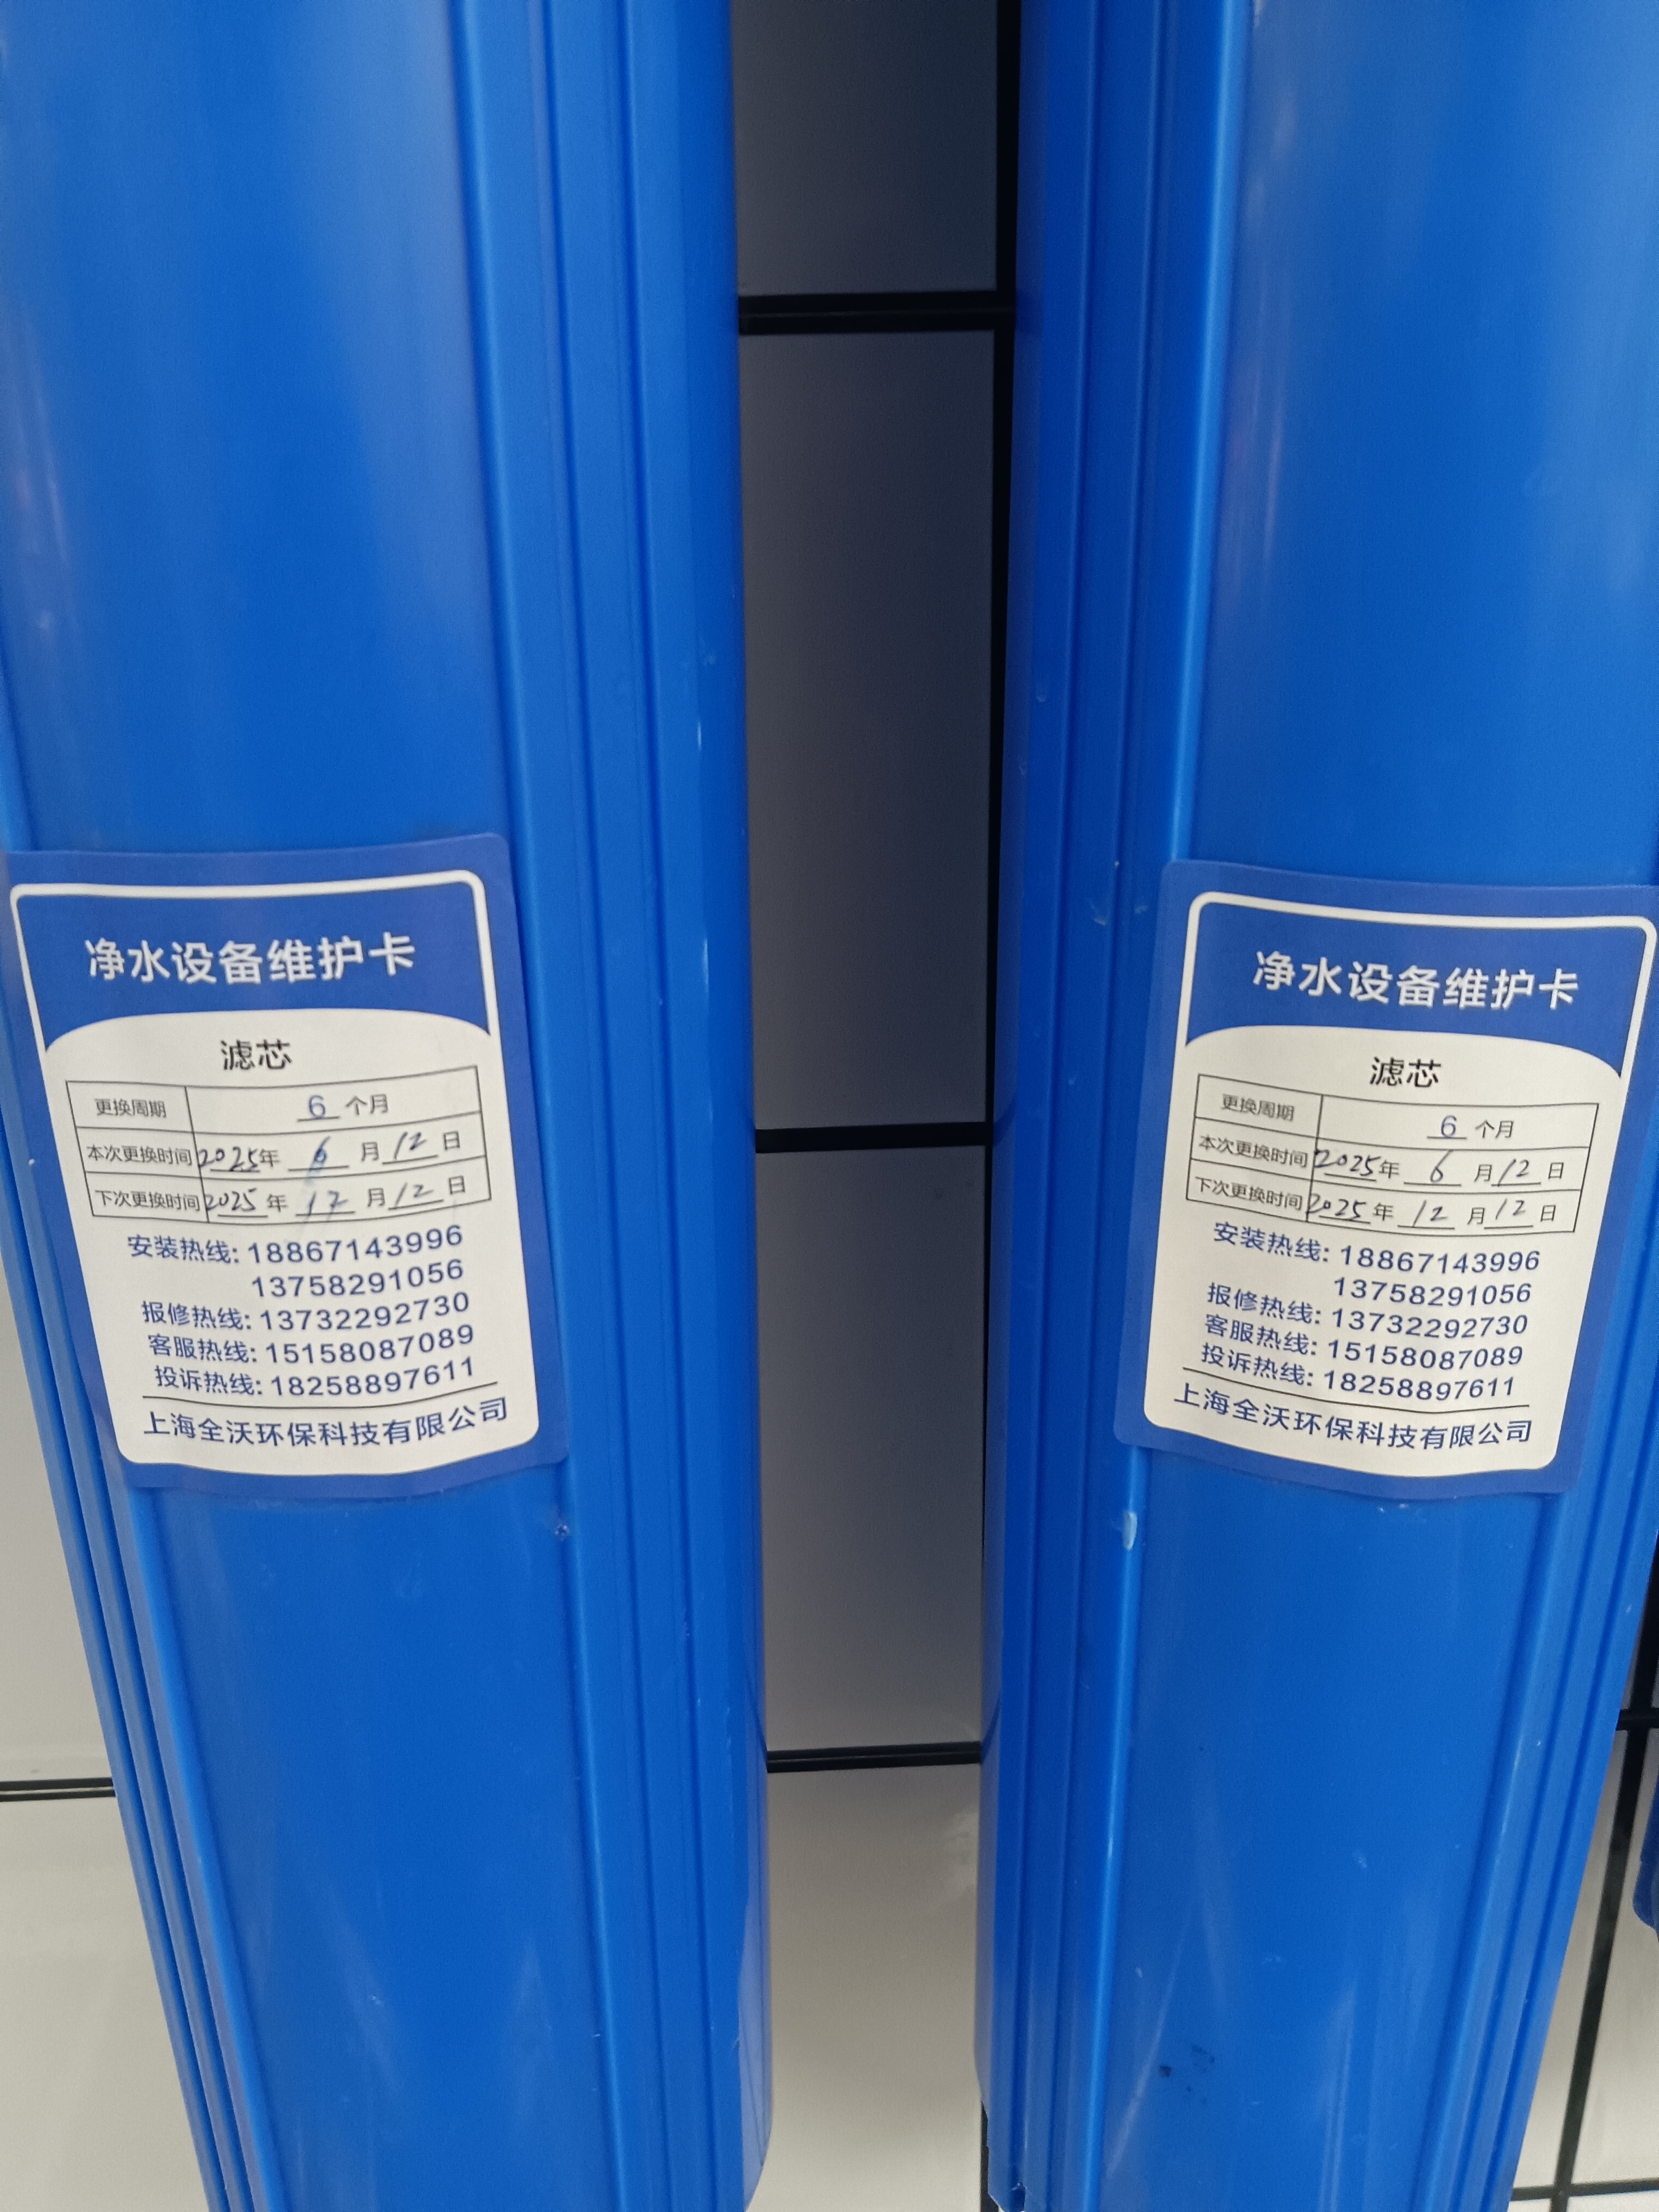 净水设备维护卡
滤芯
更换周期 6 个月
本次更换时间 2025年 6 月 12 日
下次更换时间 2025 年 12 月 12 日
安装热线: 18867143996
13758291056
报修热线: 13732292730
客服热线: 15158087089
投诉热线: 18258897611
上海全沃环保科技有限公司
净水设备维护卡
滤芯
更换周期 6 个月
本次更换时间 2025年 6 月 12 日
下次更换时间 2025年 12 月 12 日
安装热线: 18867143996
13758291056
报修热线: 13732292730
客服热线: 15158087089
投诉热线: 18258897611
上海全沃环保科技有限公司